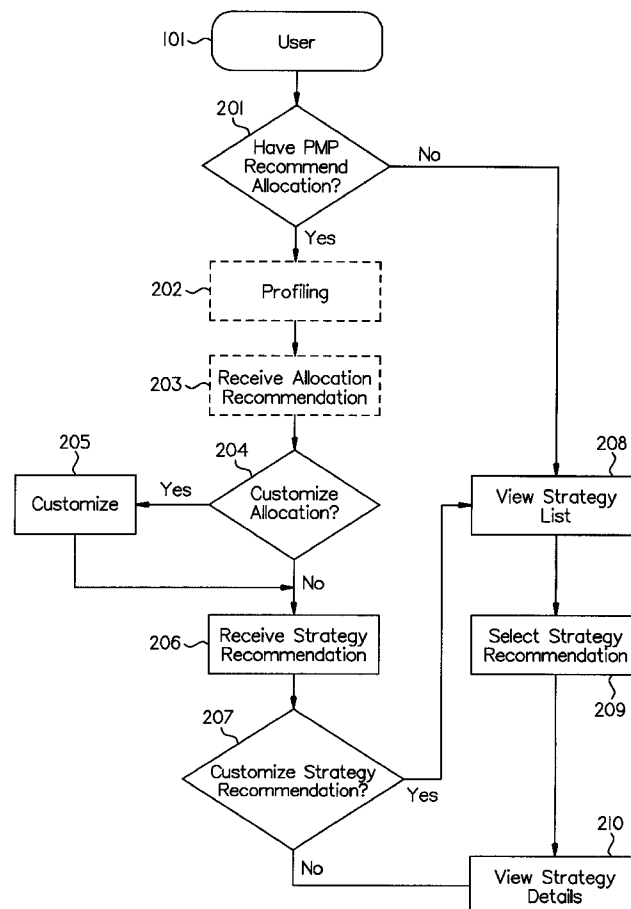 101
User
201
Have PMP
Recommend
Allocation?
No
Yes
202
Profiling
203
Receive Allocation
Recommendation
204
Customize
Allocation?
Yes
205
Customize
No
206
Receive Strategy
Recommendation
207
Customize Strategy
Recommendation?
Yes
No
208
View Strategy
List
Select Strategy
Recommendation
209
210
View Strategy
Details